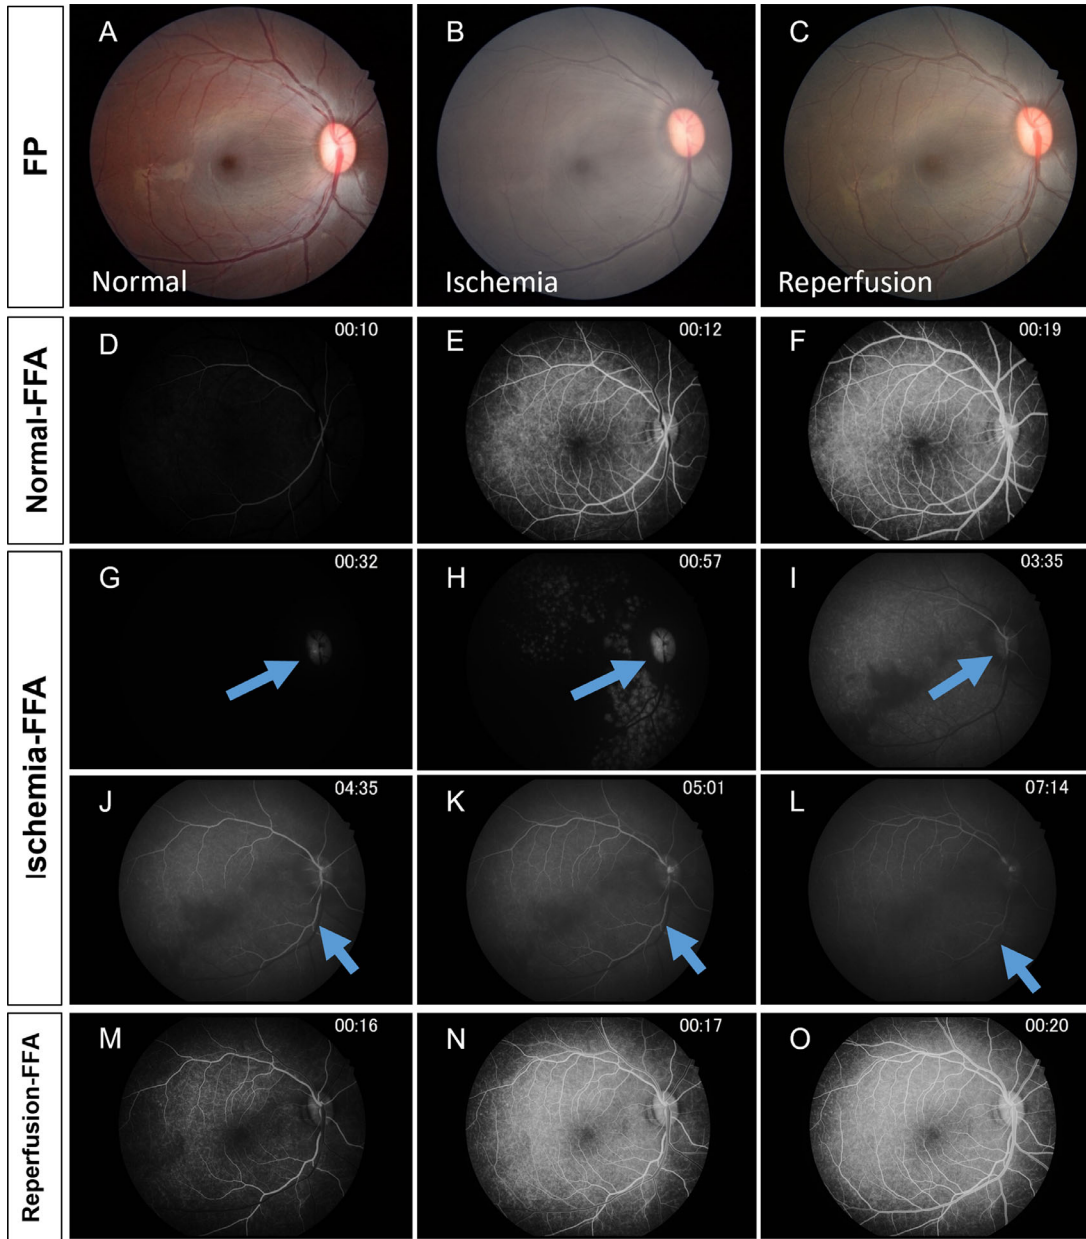 FP
A
B
C
Normal
Ischemia
Reperfusion
Normal-FFA
D
00:10
E
00:12
F
00:19
Ischemia-FFA
G
00:32
H
00:57
I
03:35
J
04:35
K
05:01
L
07:14
Reperfusion-FFA
M
00:16
N
00:17
O
00:20